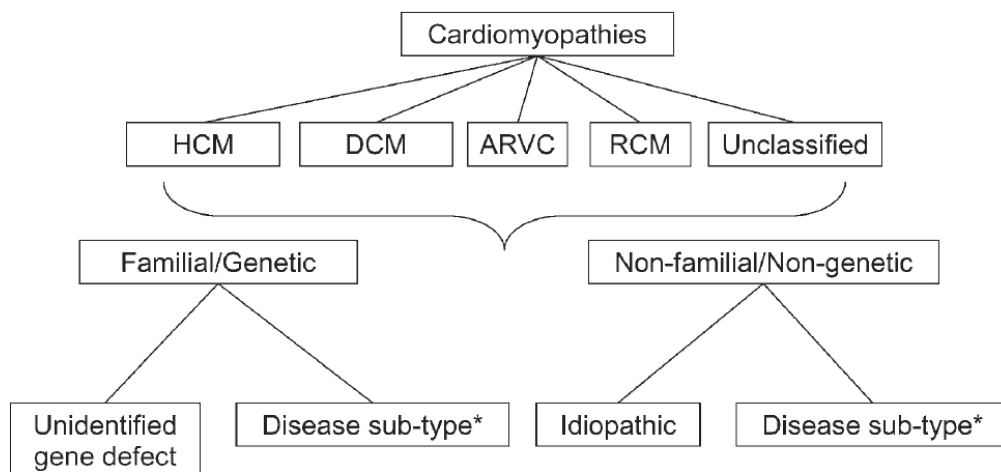 Cardiomyopathies
HCM
DCM
ARVC
RCM
Unclassified
Familial/Genetic
Non-familial/Non-genetic
Unidentified
gene defect
Disease sub-type*
Idiopathic
Disease sub-type*